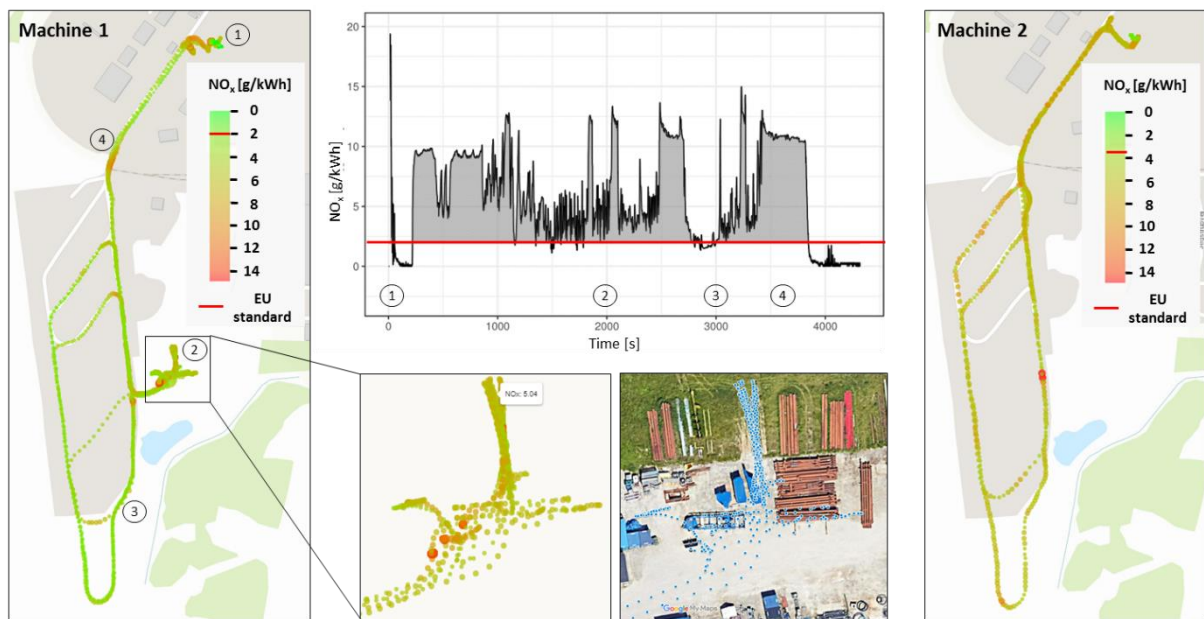 Machine 1
①
NOₓ [g/kWh]
0
2
4
6
8
10
12
14
EU
standard
④
②
③
20
15
10
5
0
NOₓ [g/kWh]
①
②
③
④
0
1000
2000
3000
4000
Time [s]
NOx: 5.04
Google My Maps
Machine 2
NOₓ [g/kWh]
0
2
4
6
8
10
12
14
EU
standard